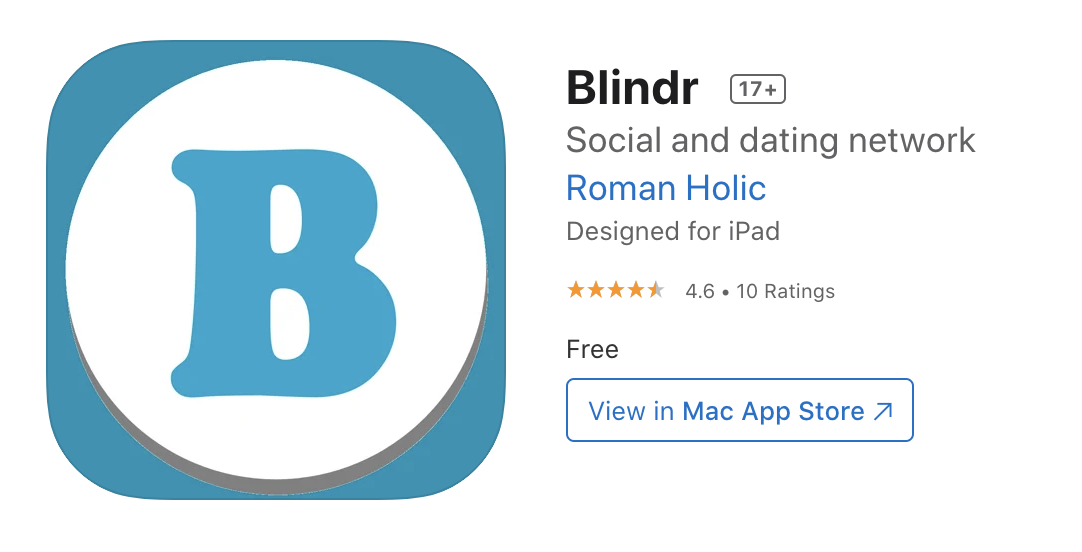 B
Blindr 17+
Social and dating network
Roman Holic
Designed for iPad
★★★★★ 4.6 • 10 Ratings
Free
View in Mac App Store ↗